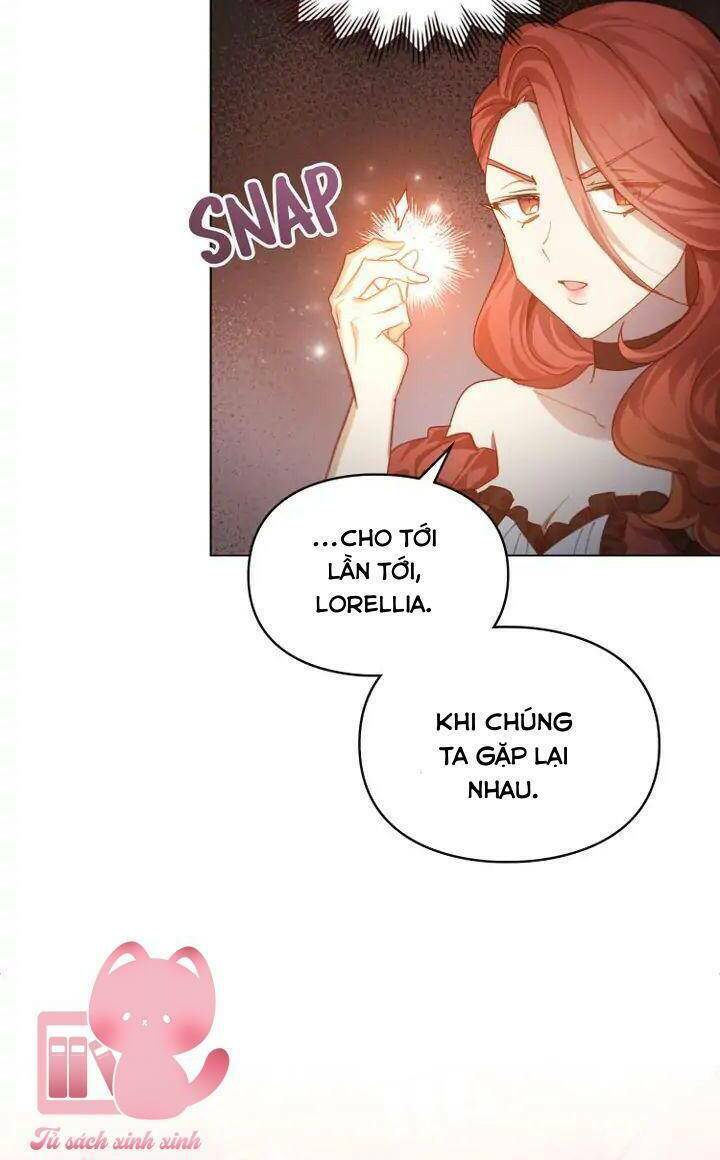 SNAP
...CHO TỚI
LẦN TỚI,
LORELLIA.
KHI CHÚNG
TA GẶP LẠI
NHAU.
Tủ sách xinh xinh